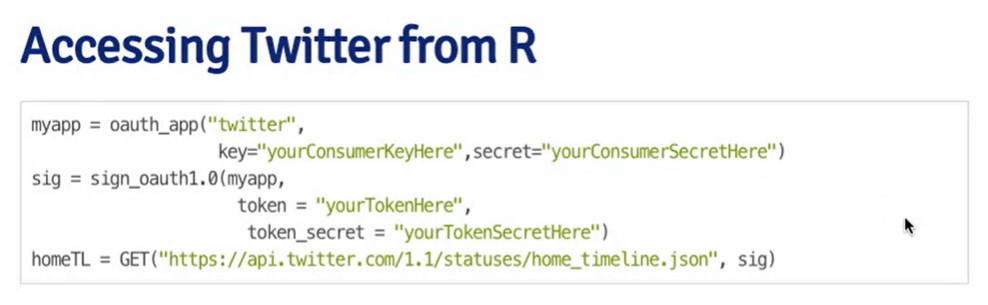 Accessing Twitter from R
myapp = oauth_app("twitter",
key="yourConsumerKeyHere",secret="yourConsumerSecretHere")
sig = sign_oauth1.0(myapp,
token = "yourTokenHere",
token_secret = "yourTokenSecretHere")
homeTL = GET("https://api.twitter.com/1.1/statuses/home_timeline.json", sig)